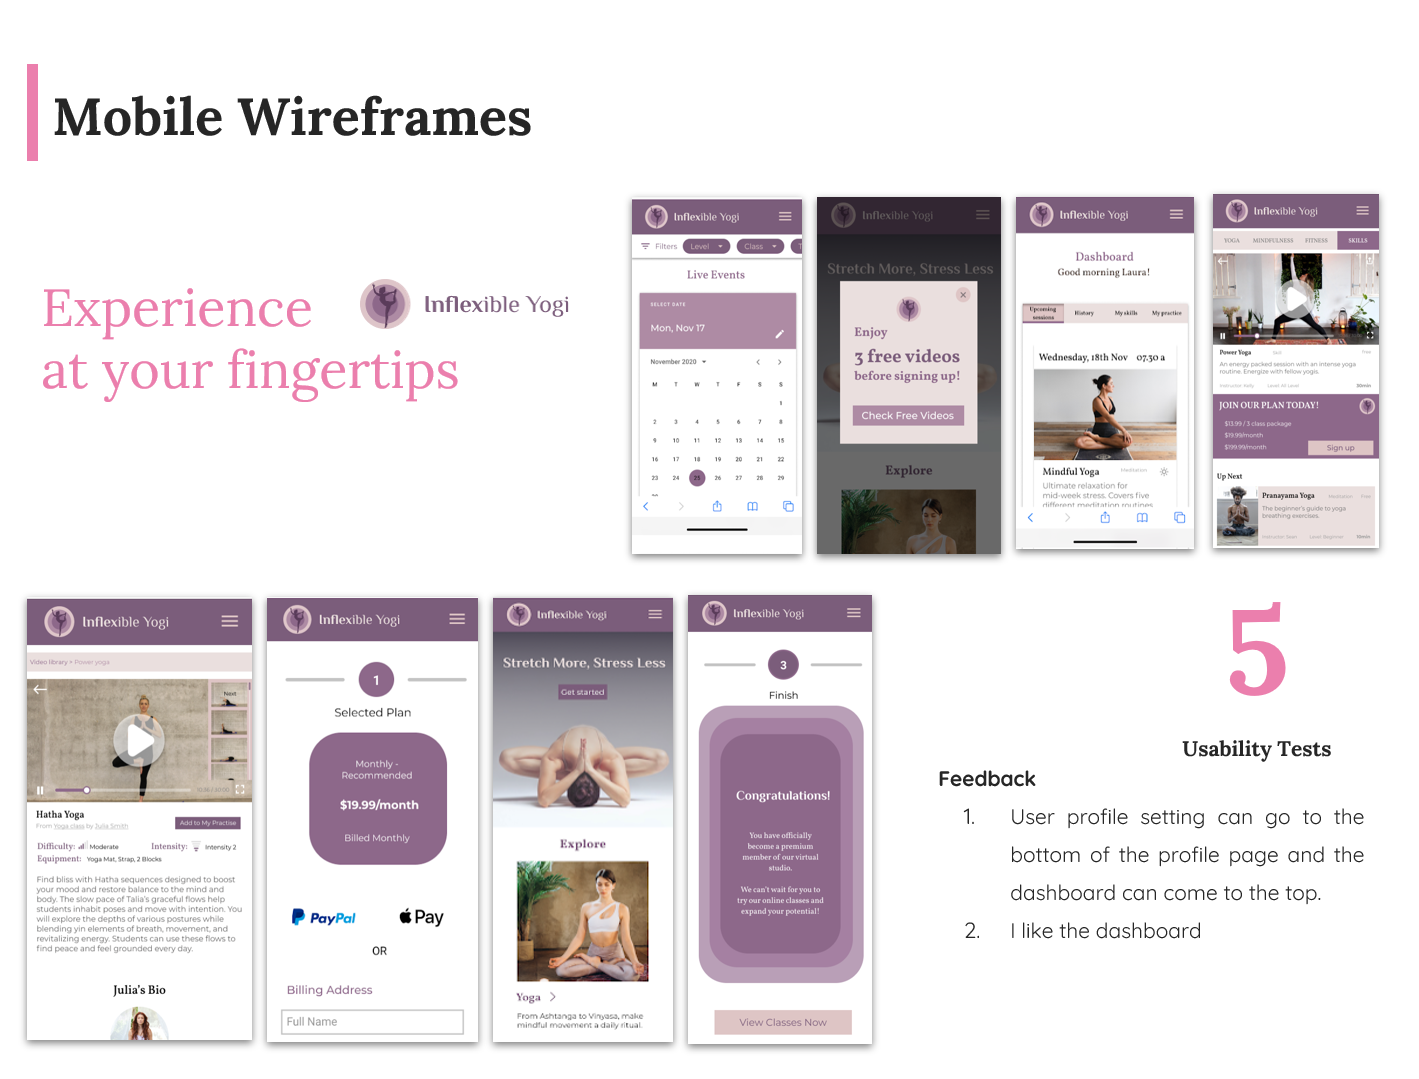 Mobile Wireframes
Experience
at your fingertips
Inflexible Yogi
Inflexible Yogi
Filters Level Class
Live Events
SELECT DATE
Mon, Nov 17
November 2020
M T W T F S S
1
2 3 4 5 6 7 8
9 10 11 12 13 14 15
16 17 18 19 20 21 22
23 24 25 26 27 28 29
Inflexible Yogi
Stretch More, Stress Less
Enjoy
3 free videos
before signing up!
Check Free Videos
Explore
Inflexible Yogi
Dashboard
Good morning Laura!
Upcoming
sessions
History My skills My practice
Wednesday, 18th Nov 07.30 a
Mindful Yoga Meditation
Ultimate relaxation for
mid-week stress. Covers five
different meditation routines
Inflexible Yogi
YOGA MINDFULNESS FITNESS SKILLS
Power Yoga Skill Free
An energy packed session with an intense yoga
routine. Energize with fellow yogis.
Instructor: Kelly Level: All Level 30min
JOIN OUR PLAN TODAY!
$13.99 / 3 class package
$19.99/month
$199.99/month
Sign up
Up Next
Pranayama Yoga Meditation Free
The beginner's guide to yoga
breathing exercises.
Instructor: Sean Level: Beginner 10min
Inflexible Yogi
Video library > Power yoga
Next
Hatha Yoga
From Yoga class by Julia Smith
Add to My Practise
Difficulty: Moderate Intensity: Intensity 2
Equipment: Yoga Mat, Strap, 2 Blocks
Find bliss with Hatha sequences designed to boost
your mood and restore balance to the mind and
body. The slow pace of Talia's graceful flows help
students inhabit poses and move with intention. You
will explore the depths of various postures while
blending yin elements of breath, movement, and
revitalizing energy. Students can use these flows to
find peace and feel grounded every day.
Julia's Bio
Inflexible Yogi
1
Selected Plan
Monthly -
Recommended
$19.99/month
Billed Monthly
PayPal Pay
OR
Billing Address
Full Name
Inflexible Yogi
Stretch More, Stress Less
Get started
Explore
Yoga
From Ashtanga to Vinyasa, make
mindful movement a daily ritual.
Inflexible Yogi
3
Finish
Congratulations!
You have officially
become a premium
member of our virtual
studio.
We can't wait for you to
try our online classes and
expand your potential!
View Classes Now
5
Usability Tests
Feedback
1. User profile setting can go to the
bottom of the profile page and the
dashboard can come to the top.
2. I like the dashboard